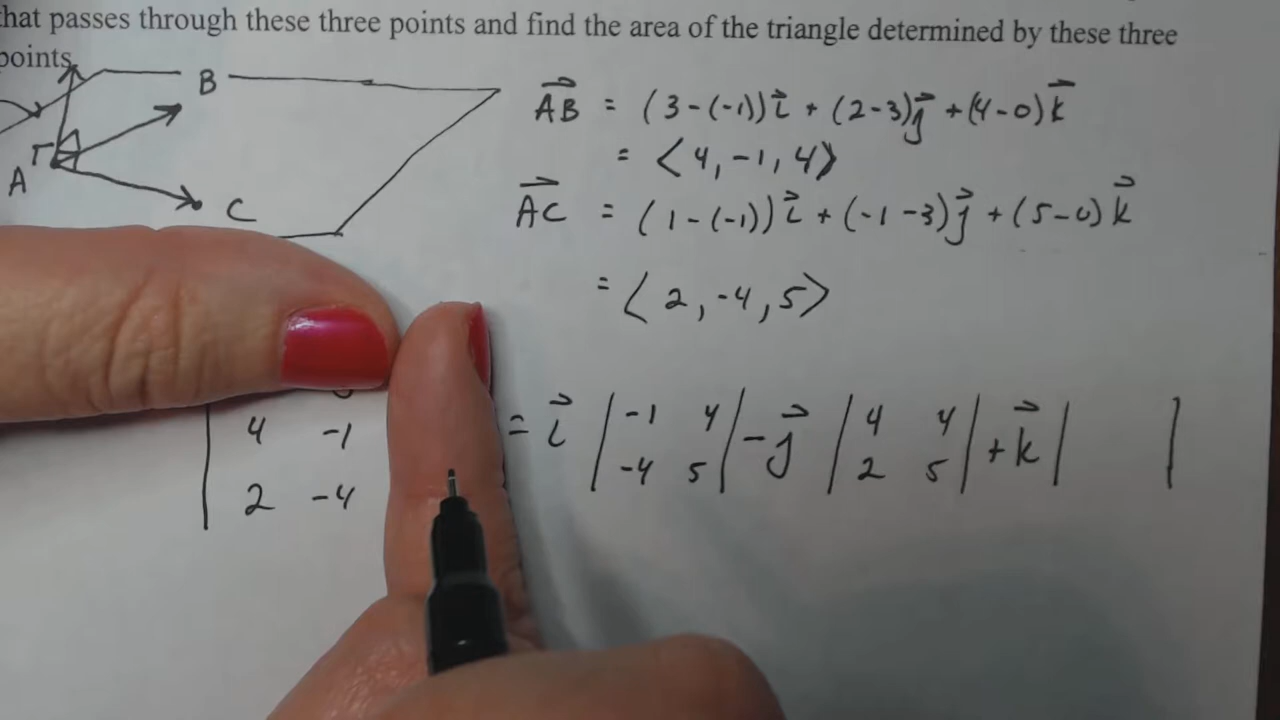 that passes through these three points and find the area of the triangle determined by these three
points.
B
A
C
AB⃗ = (3-(-1))i⃗ + (2-3)j⃗ + (4-0)k⃗
= ⟨4, -1, 4⟩
AC⃗ = (1-(-1))i⃗ + (-1-3)j⃗ + (5-0)k⃗
= ⟨2, -4, 5⟩
| 4 -1
| 2 -4
= i⃗ | -1 4 | - j⃗ | 4 4 | + k⃗ | |
| -4 5 | | 2 5 |